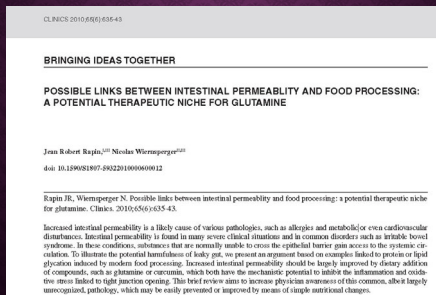 CLINICS 2010;65(6):635-43
BRINGING IDEAS TOGETHER
POSSIBLE LINKS BETWEEN INTESTINAL PERMEABLITY AND FOOD PROCESSING:
A POTENTIAL THERAPEUTIC NICHE FOR GLUTAMINE
Jean Robert Rapin, Nicolas Wiernsperger
doi: 10.1590/S1807-59322010000600012
Rapin JR, Wiernsperger N. Possible links between intestinal permeablity and food processing: a potential therapeutic niche
for glutamine. Clinics. 2010;65(6):635-43.
Increased intestinal permeability is a likely cause of various pathologies, such as allergies and metabolic or even cardiovascular
disturbances. Intestinal permeability is found in many severe clinical situations and in common disorders such as irritable bowel
syndrome. In these conditions, substances that are normally unable to cross the epithelial barrier gain access to the systemic cir-
culation. To illustrate the potential harmfulness of leaky gut, we present an argument based on examples linked to protein or lipid
glycation induced by modern food processing. Increased intestinal permeability should be largely improved by dietary addition
of compounds, such as glutamine or curcumin, which both have the mechanistic potential to inhibit the inflammation and oxida-
tive stress linked to tight junction opening. This brief review aims to increase physician awareness of this common, albeit largely
unrecognized, pathology, which may be easily prevented or improved by means of simple nutritional changes.